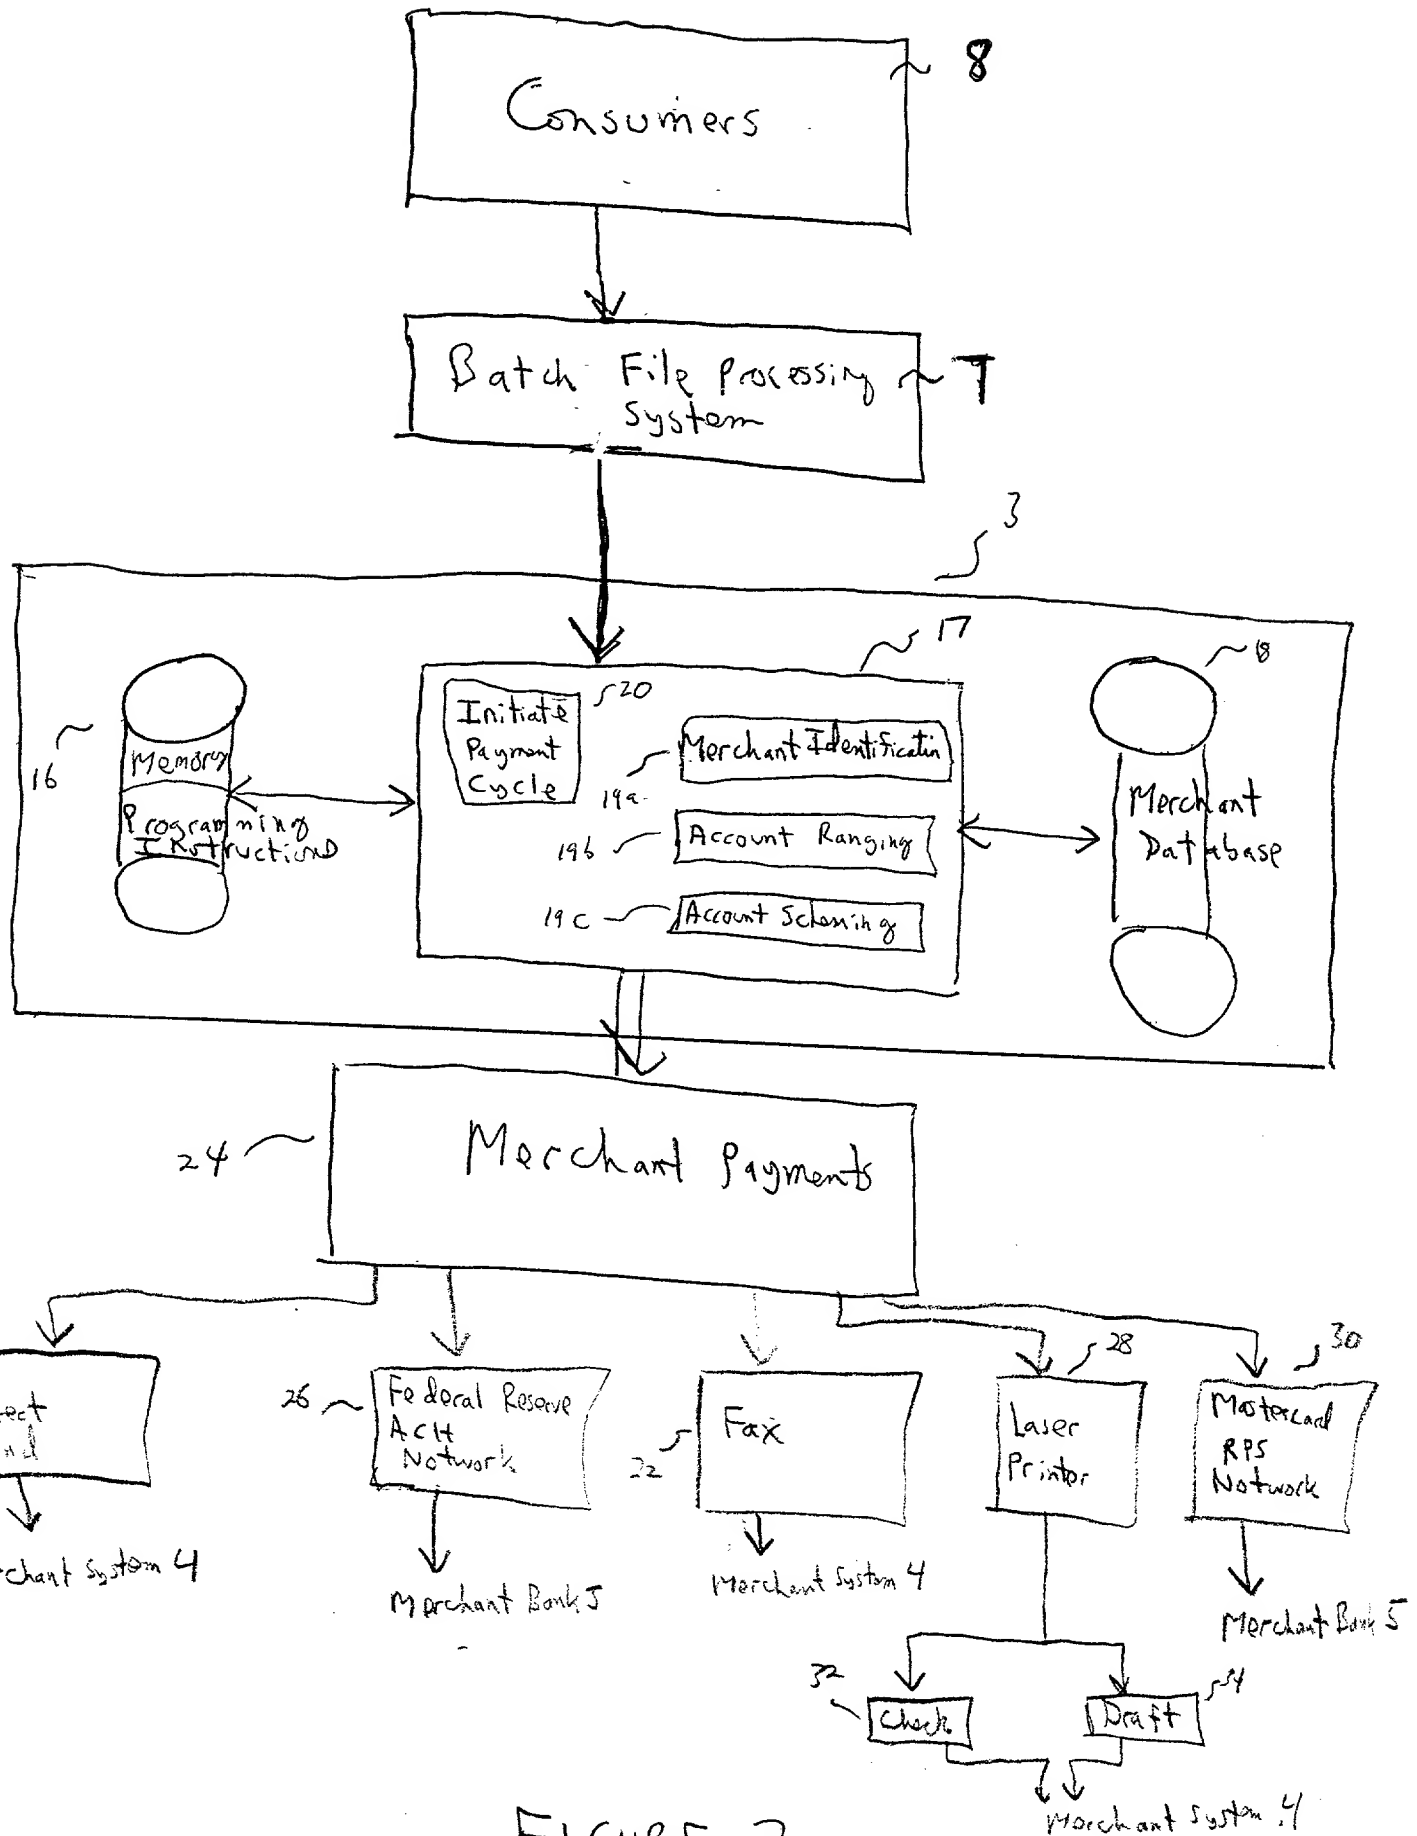 Consumers
8
Batch File Processing
System
7
3
17
18
16
Memory
Programming
Instructions
20
Initiate
Payment
Cycle
19a
Merchant Identificatin
19b
Account Ranging
19c
Account Scheming
Merchant
Database
24
Merchant Payments
Merchant System 4
26
Federal Reserve
ACH
Network
Merchant Bank 5
22
Fax
Merchant System 4
28
Laser
Printer
30
Mastercard
RPS
Network
Merchant Bank 5
32
Check
34
Draft
Merchant System 4
FIGURE